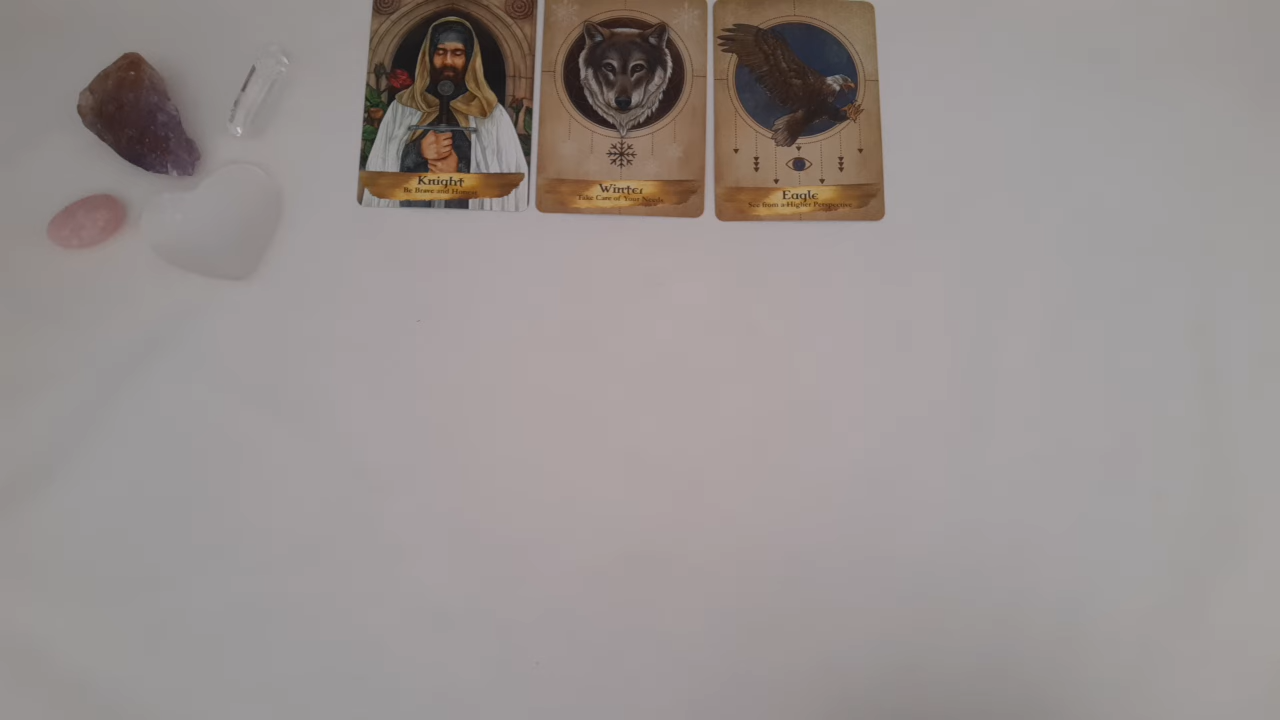 Knight
Be Brave and Honest
Winter
Take Care of Your Needs
Eagle
See from a Higher Perspective